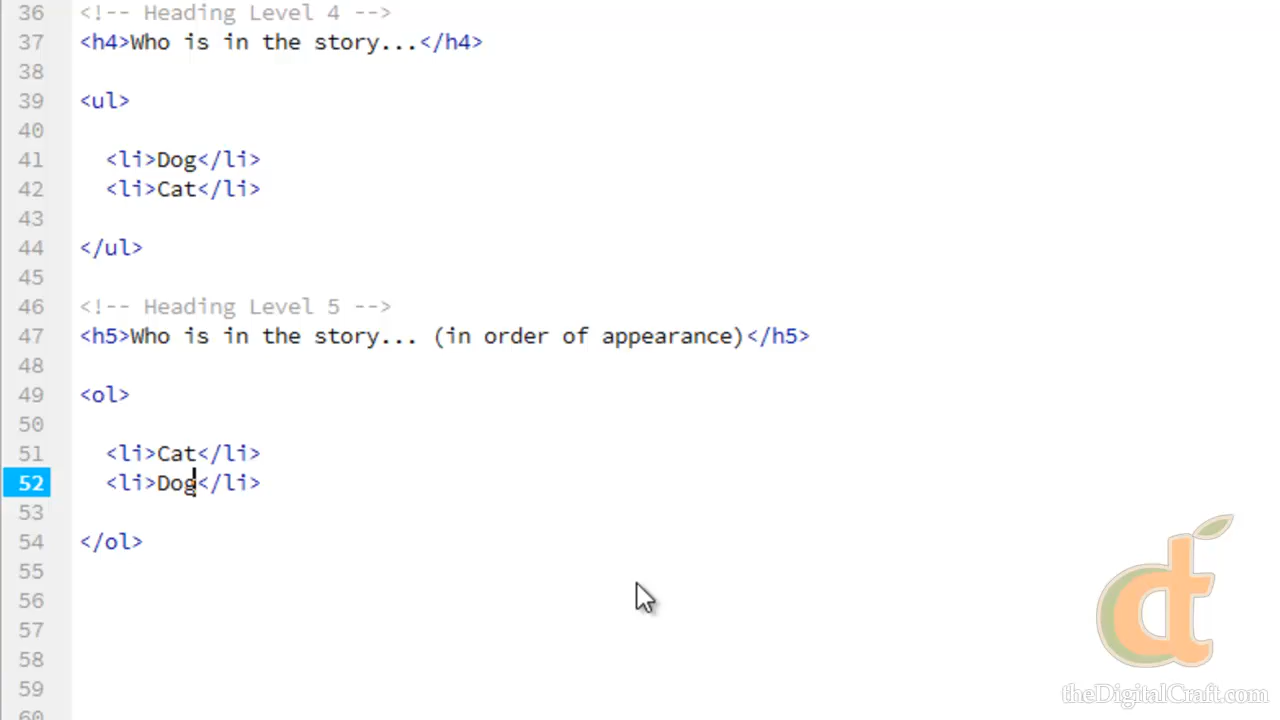 36 <!-- Heading Level 4 -->
37 <h4>Who is in the story...</h4>
38
39 <ul>
40
41 <li>Dog</li>
42 <li>Cat</li>
43
44 </ul>
45
46 <!-- Heading Level 5 -->
47 <h5>Who is in the story... (in order of appearance)</h5>
48
49 <ol>
50
51 <li>Cat</li>
52 <li>Dog</li>
53
54 </ol>
55
56
57
58
59
60
dt
theDigitalCraft.com